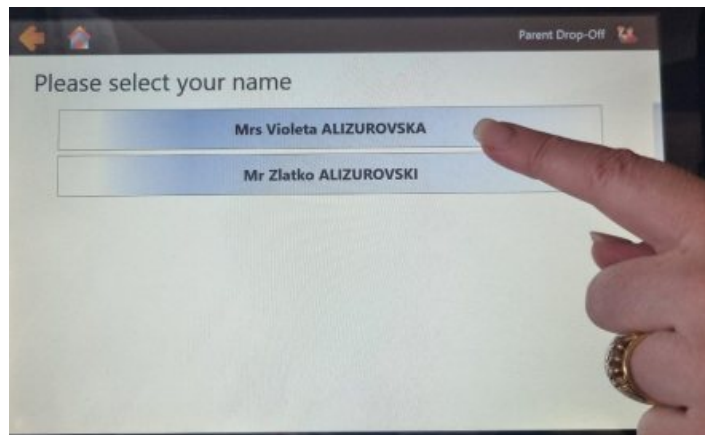 Parent Drop-Off
Please select your name
Mrs Violeta ALIZUROVSKA
Mr Zlatko ALIZUROVSKI